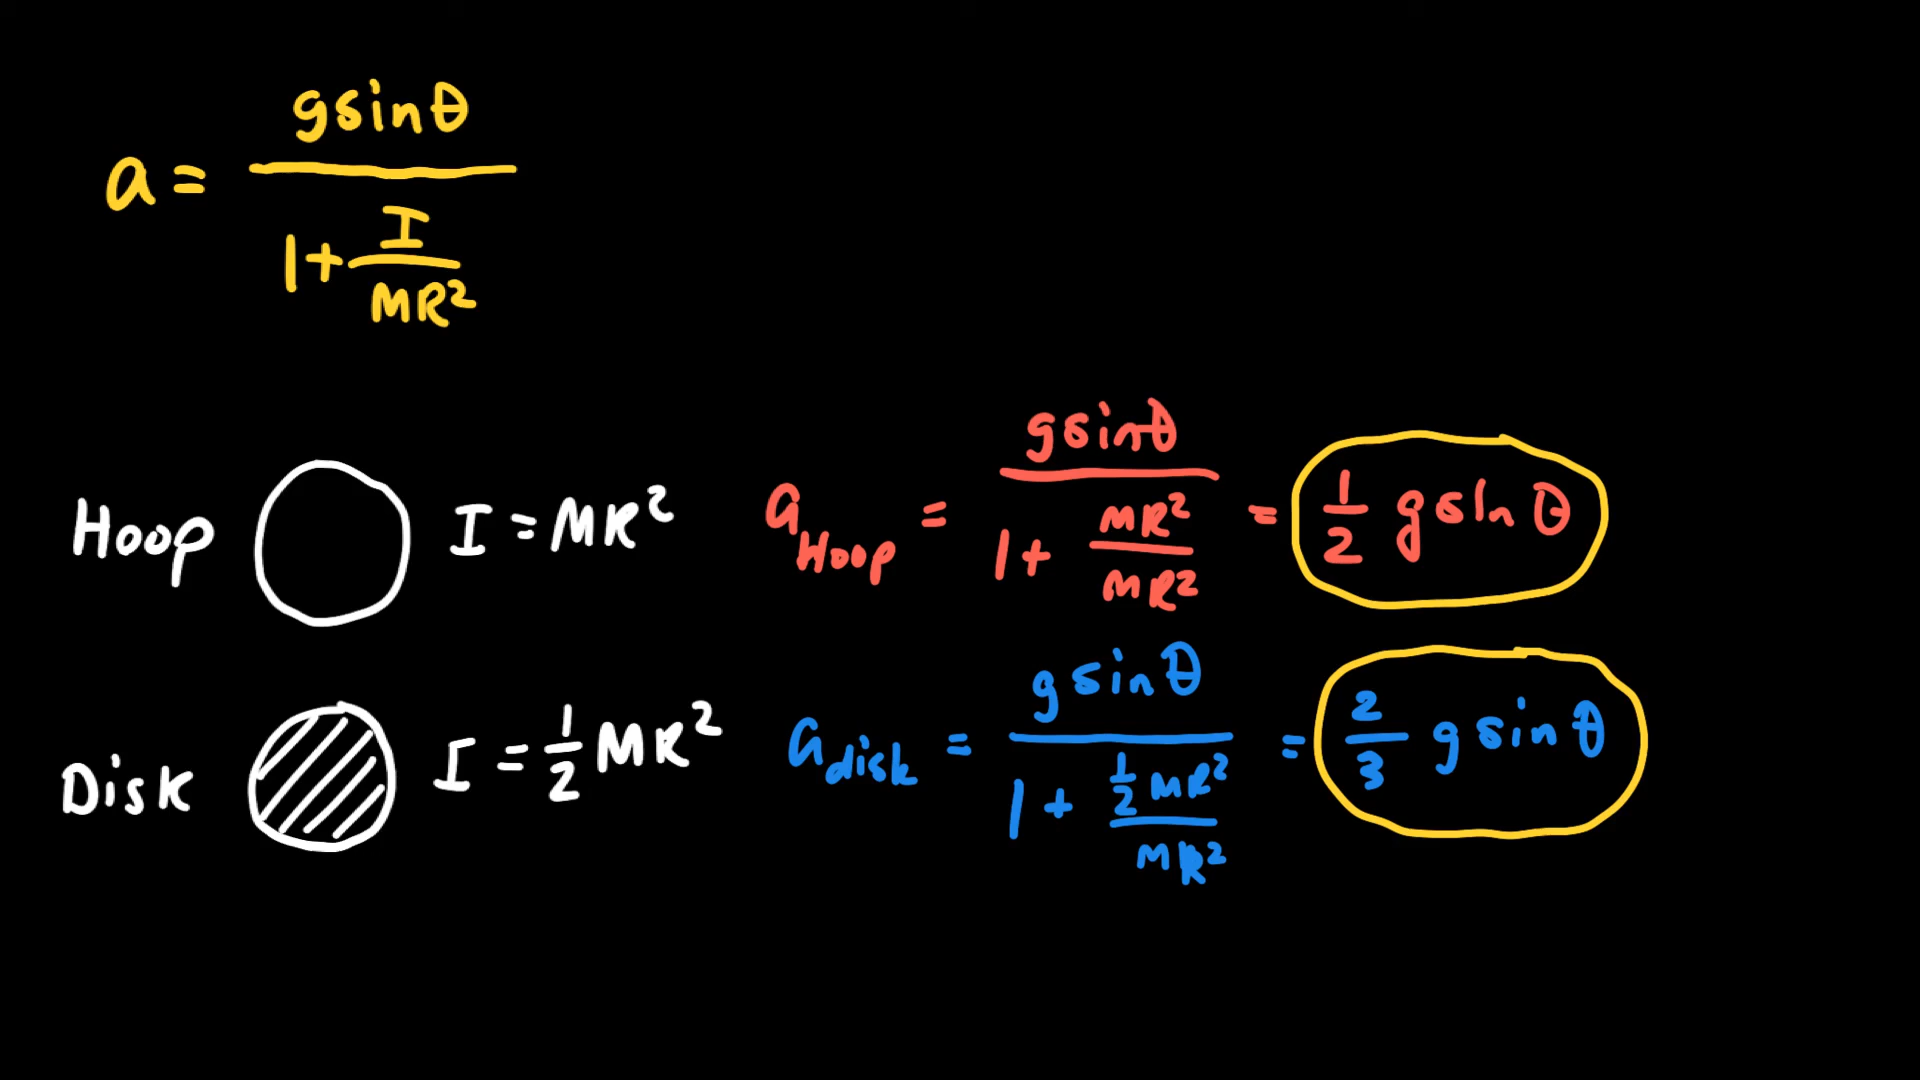 a = gsinθ / (1 + I / MR²)
Hoop I = MR² a_Hoop = gsinθ / (1 + MR² / MR²) = 1/2 gsin θ
Disk I = 1/2 MR² a_disk = gsinθ / (1 + 1/2 MR² / MR²) = 2/3 gsinθ